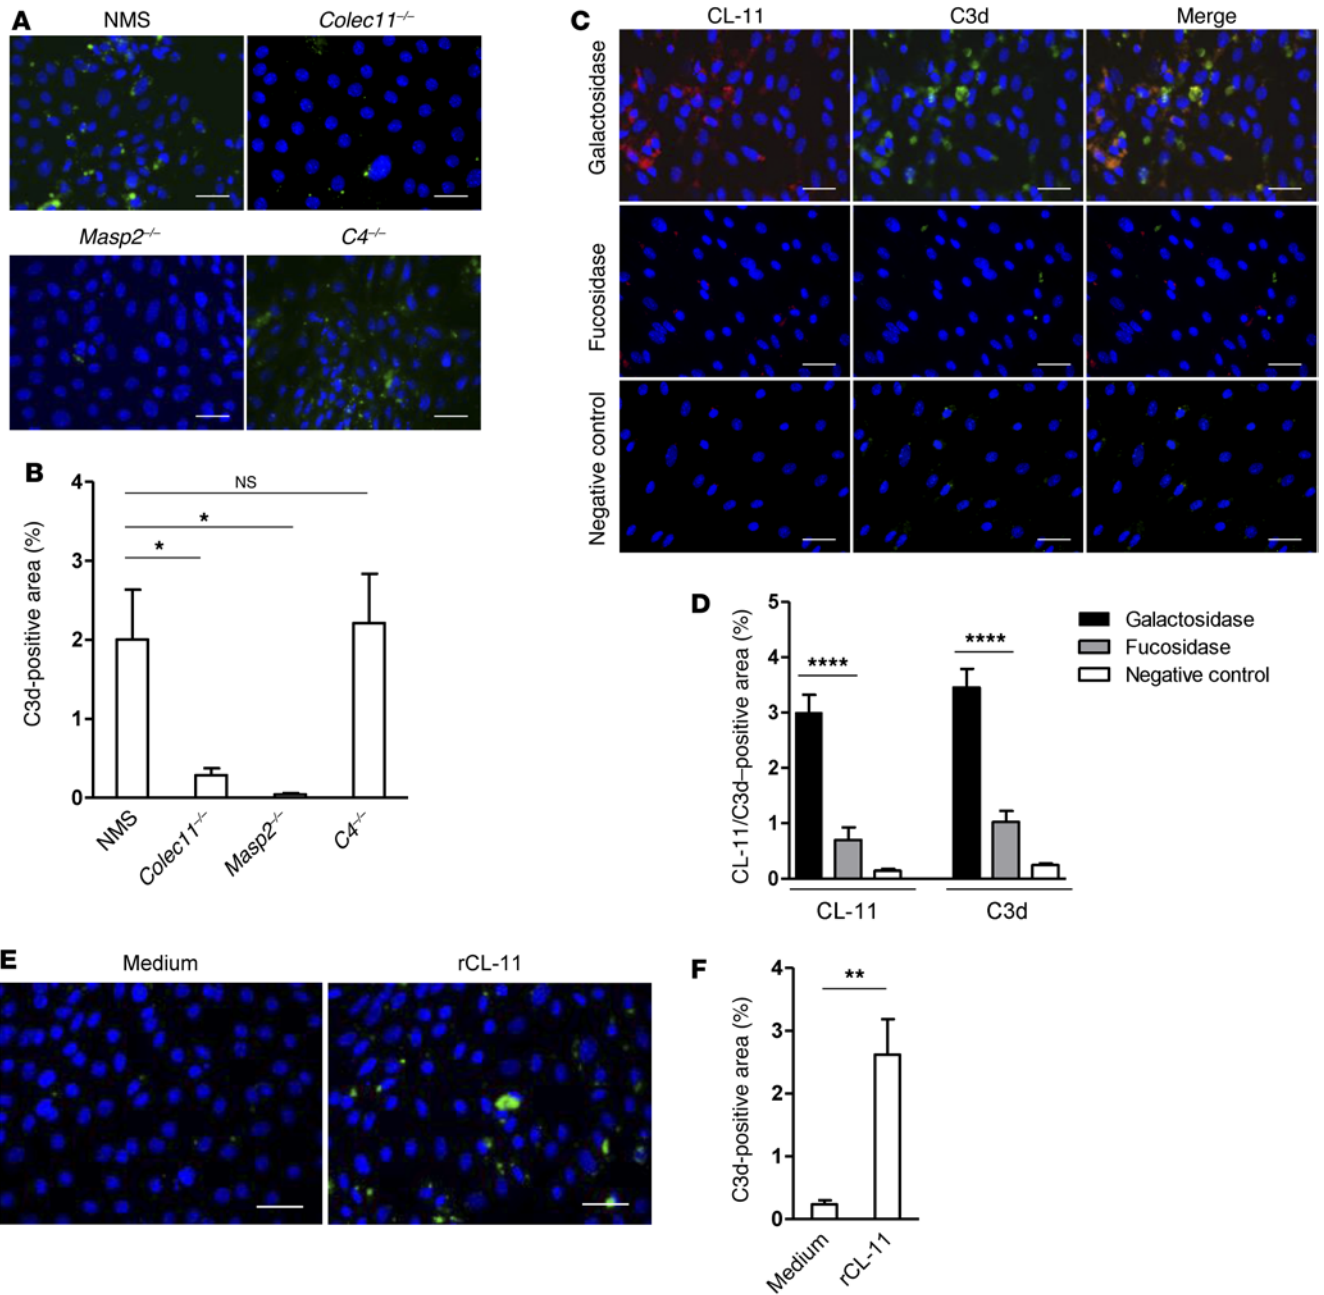 A
NMS
Colec11–/–
Masp2–/–
C4–/–
B
C3d-positive area (%)
4
3
2
1
0
NS
*
*
NMS
Colec11–/–
Masp2–/–
C4–/–
C
CL-11
C3d
Merge
Galactosidase
Fucosidase
Negative control
D
CL-11/C3d–positive area (%)
5
4
3
2
1
0
****
****
CL-11
C3d
Galactosidase
Fucosidase
Negative control
E
Medium
rCL-11
F
C3d-positive area (%)
4
3
2
1
0
**
Medium
rCL-11